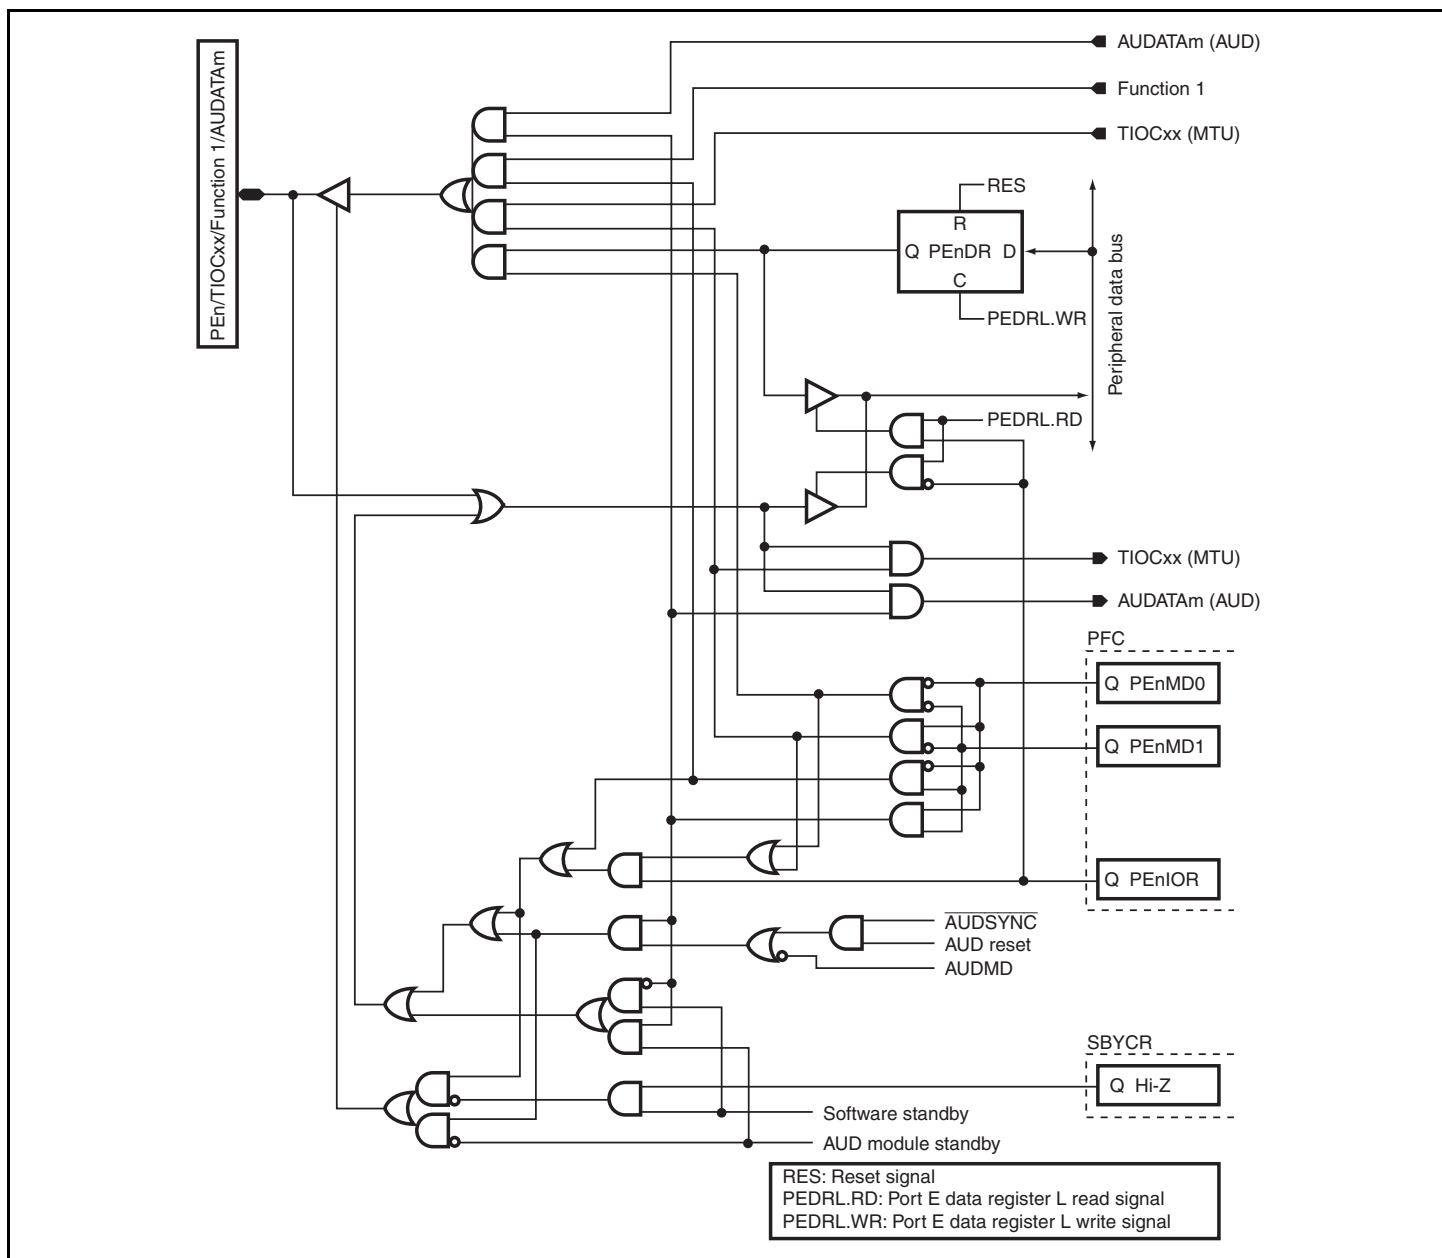 PEn/TIOCxx/Function 1/AUDATAm
AUDATAm (AUD)
Function 1
TIOCxx (MTU)
RES
R
Q PEnDR D
C
PEDRL.WR
Peripheral data bus
PEDRL.RD
TIOCxx (MTU)
AUDATAm (AUD)
PFC
Q PEnMD0
Q PEnMD1
Q PEnIOR
AUDSYNC
AUD reset
AUDMD
SBYCR
Q Hi-Z
Software standby
AUD module standby
RES: Reset signal
PEDRL.RD: Port E data register L read signal
PEDRL.WR: Port E data register L write signal